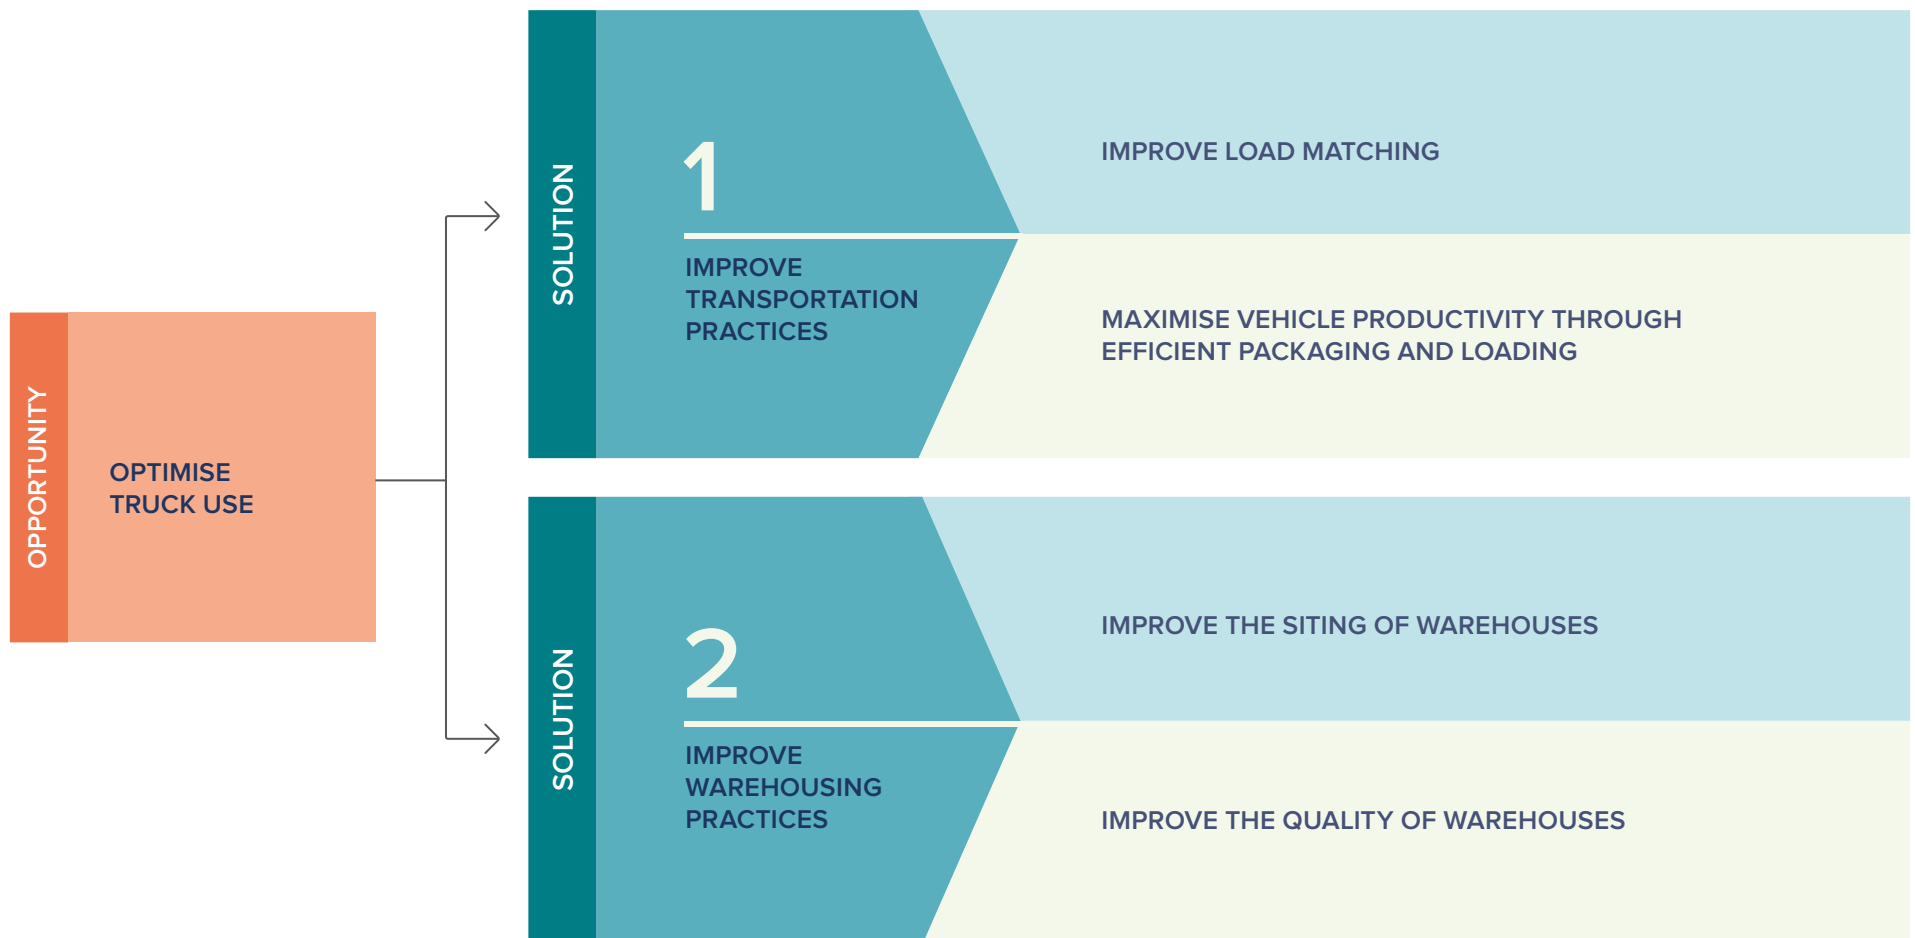 OPPORTUNITY
OPTIMISE
TRUCK USE
SOLUTION
1
IMPROVE
TRANSPORTATION
PRACTICES
IMPROVE LOAD MATCHING
MAXIMISE VEHICLE PRODUCTIVITY THROUGH
EFFICIENT PACKAGING AND LOADING
SOLUTION
2
IMPROVE
WAREHOUSING
PRACTICES
IMPROVE THE SITING OF WAREHOUSES
IMPROVE THE QUALITY OF WAREHOUSES